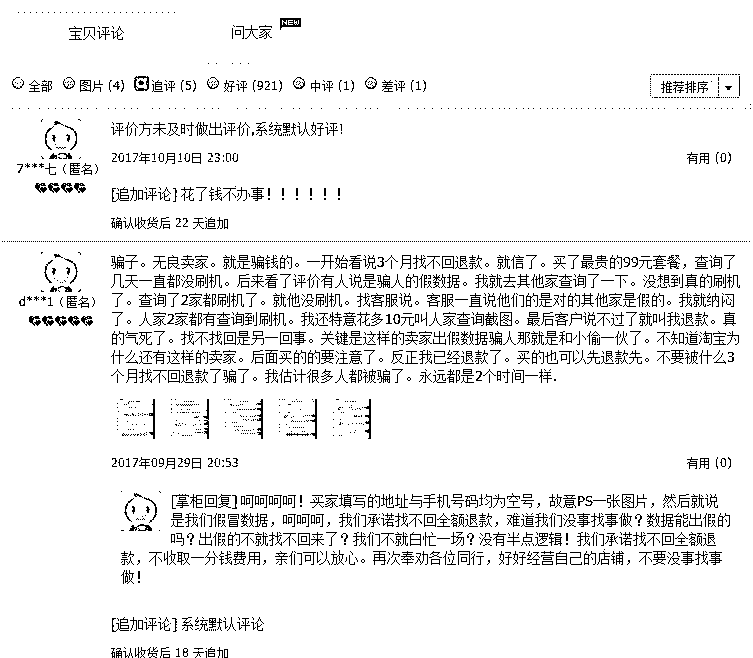 宝贝评论 问大家 NEW
全部 图片 (4) 追评 (5) 好评 (921) 中评 (1) 差评 (1) 推荐排序
评价方未及时做出评价,系统默认好评!
7***七（匿名）
2017年10月10日 23:00 有用 (0)
[追加评论] 花了钱不办事！！！！！！
确认收货后 22 天追加
骗子。无良卖家。就是骗钱的。一开始看说3个月找不回退款。就信了。买了最贵的99元套餐，查询了
几天一直都没刷机。后来看了评价有人说是骗人的假数据。我就去其他家查询了一下。没想到真的刷机
d***1（匿名）
了。查询了2家都刷机了。就他没刷机。找客服说。客服一直说他们的是对的其他家是假的。我就纳闷
了。人家2家都有查询到刷机。我还特意花多10元叫人家查询截图。最后客户说不过了就叫我退款。真
的气死了。找不找回是另一回事。关键是这样的卖家出假数据骗人那就是和小偷一伙了。不知道淘宝为
什么还有这样的卖家。后面买的的要注意了。反正我已经退款了。买的也可以先退款先。不要被什么3
个月找不回退款了骗了。我估计很多人都被骗了。永远都是2个时间一样.
2017年09月29日 20:53 有用 (0)
[掌柜回复] 呵呵呵呵！买家填写的地址与手机号码均为空号，故意PS一张图片，然后就说
是我们假冒数据，呵呵呵，我们承诺找不回全额退款，难道我们没事找事做？数据能出假的
吗？出假的不就找不回来了？我们不就白忙一场？没有半点逻辑！我们承诺找不回全额退
款，不收取一分钱费用，亲们可以放心。再次奉劝各位同行，好好经营自己的店铺，不要没事找事
做！
[追加评论] 系统默认评论
确认收货后 18 天追加